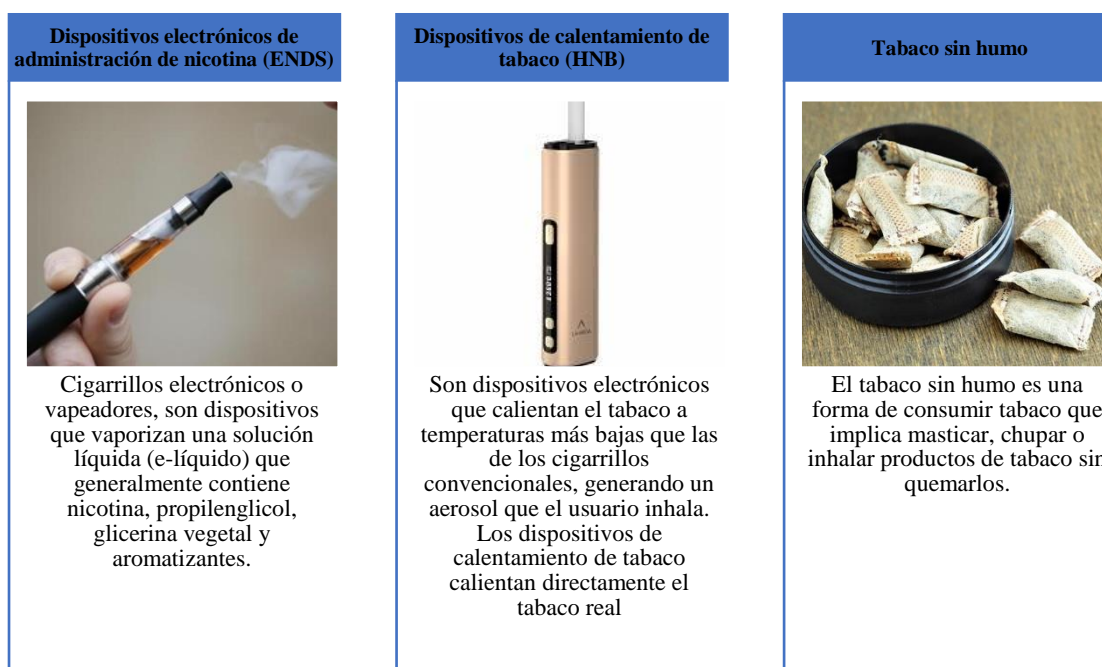 Dispositivos electrónicos de
administración de nicotina (ENDS)
Cigarrillos electrónicos o
vapeadores, son dispositivos
que vaporizan una solución
líquida (e-líquido) que
generalmente contiene
nicotina, propilenglicol,
glicerina vegetal y
aromatizantes.
Dispositivos de calentamiento de
tabaco (HNB)
Son dispositivos electrónicos
que calientan el tabaco a
temperaturas más bajas que las
de los cigarrillos
convencionales, generando un
aerosol que el usuario inhala.
Los dispositivos de
calentamiento de tabaco
calientan directamente el
tabaco real
Tabaco sin humo
El tabaco sin humo es una
forma de consumir tabaco que
implica masticar, chupar o
inhalar productos de tabaco sin
quemarlos.